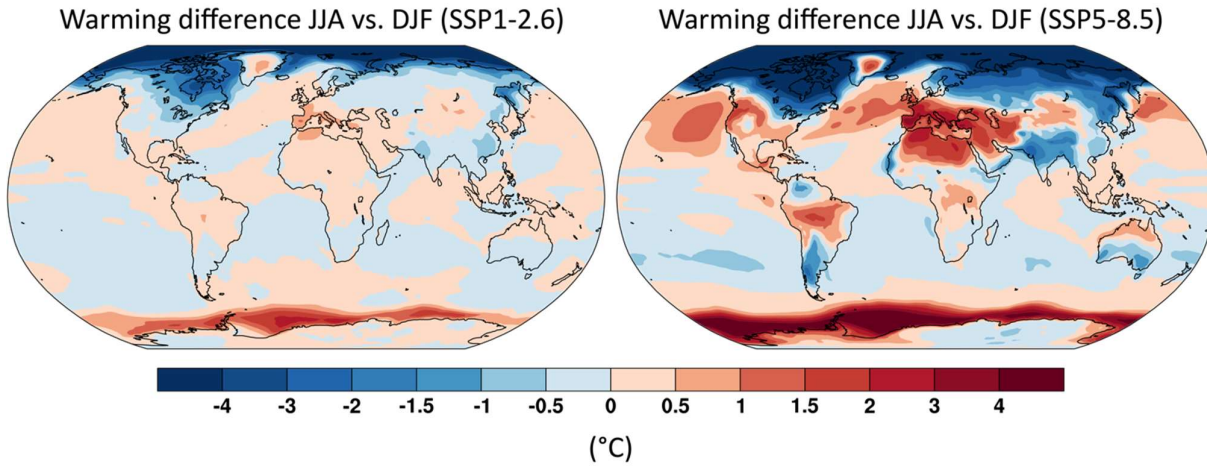 Warming difference JJA vs. DJF (SSP1-2.6)
Warming difference JJA vs. DJF (SSP5-8.5)
-4 -3 -2 -1.5 -1 -0.5 0 0.5 1 1.5 2 3 4
(°C)